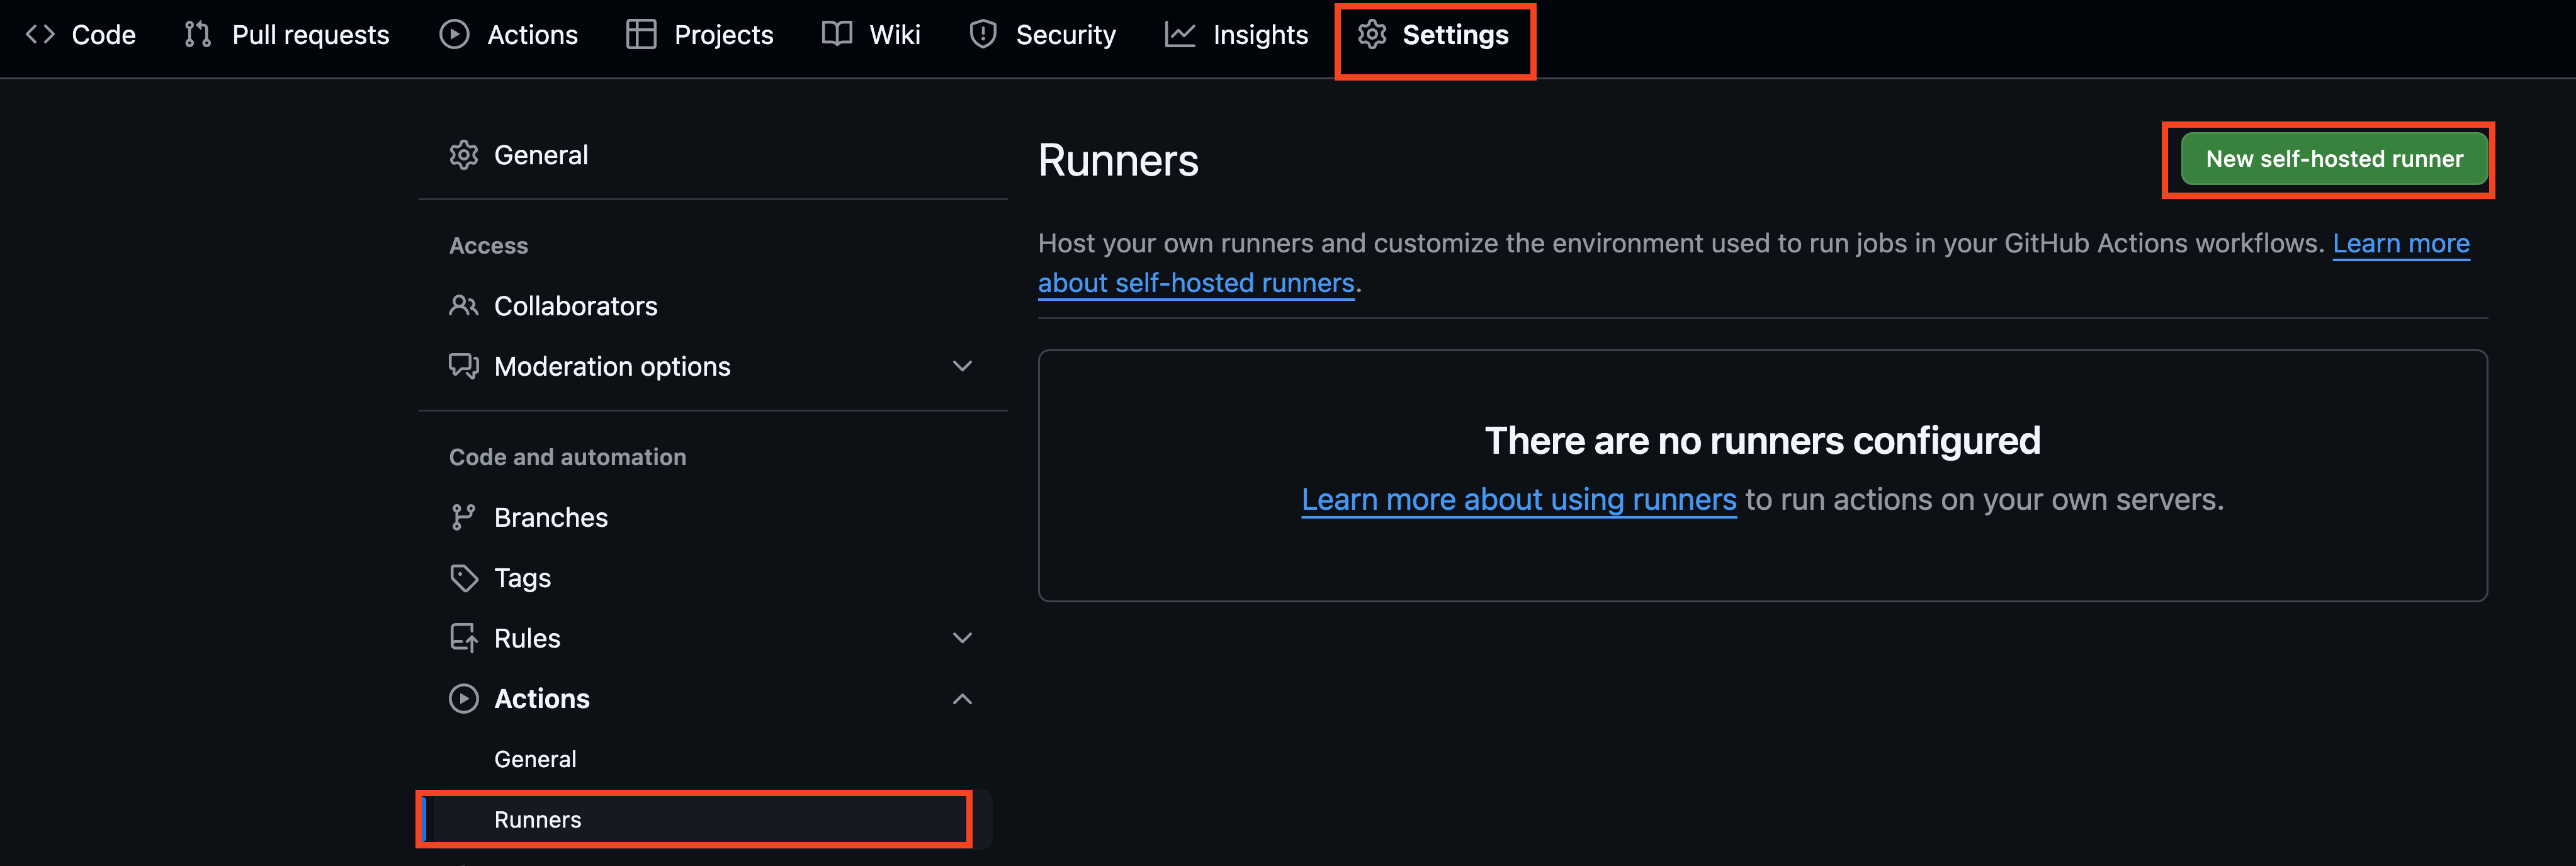 Code Pull requests Actions Projects Wiki Security Insights Settings
General
Access
Collaborators
Moderation options
Code and automation
Branches
Tags
Rules
Actions
General
Runners
Runners
New self-hosted runner
Host your own runners and customize the environment used to run jobs in your GitHub Actions workflows. Learn more
about self-hosted runners.
There are no runners configured
Learn more about using runners to run actions on your own servers.